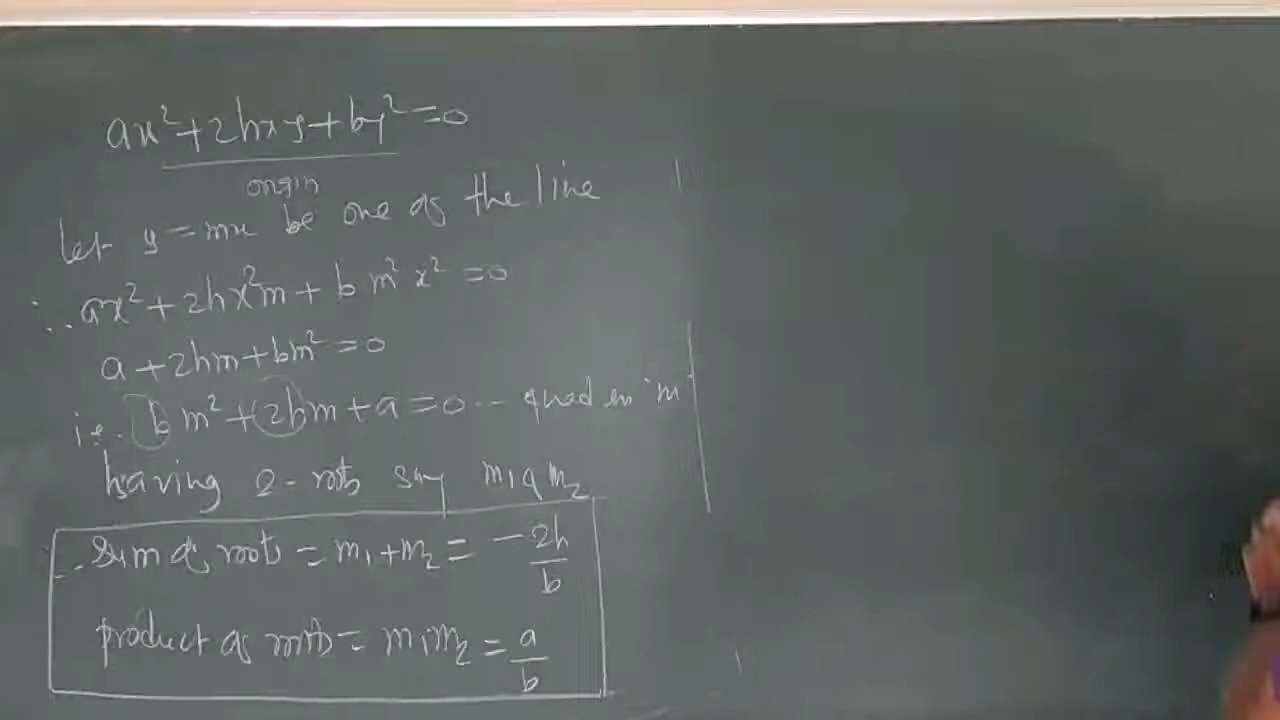 ax²+2hxy+by²=0
origin
let y=mx be one of the line
∴ ax²+2hx²m+bm²x²=0
a+2hm+bm²=0
i.e. bm²+2hm+a=0 -- quad in 'm'
having 2-roots say m₁ & m₂
∴ sum of roots = m₁+m₂ = -2h/b
product of roots = m₁m₂ = a/b